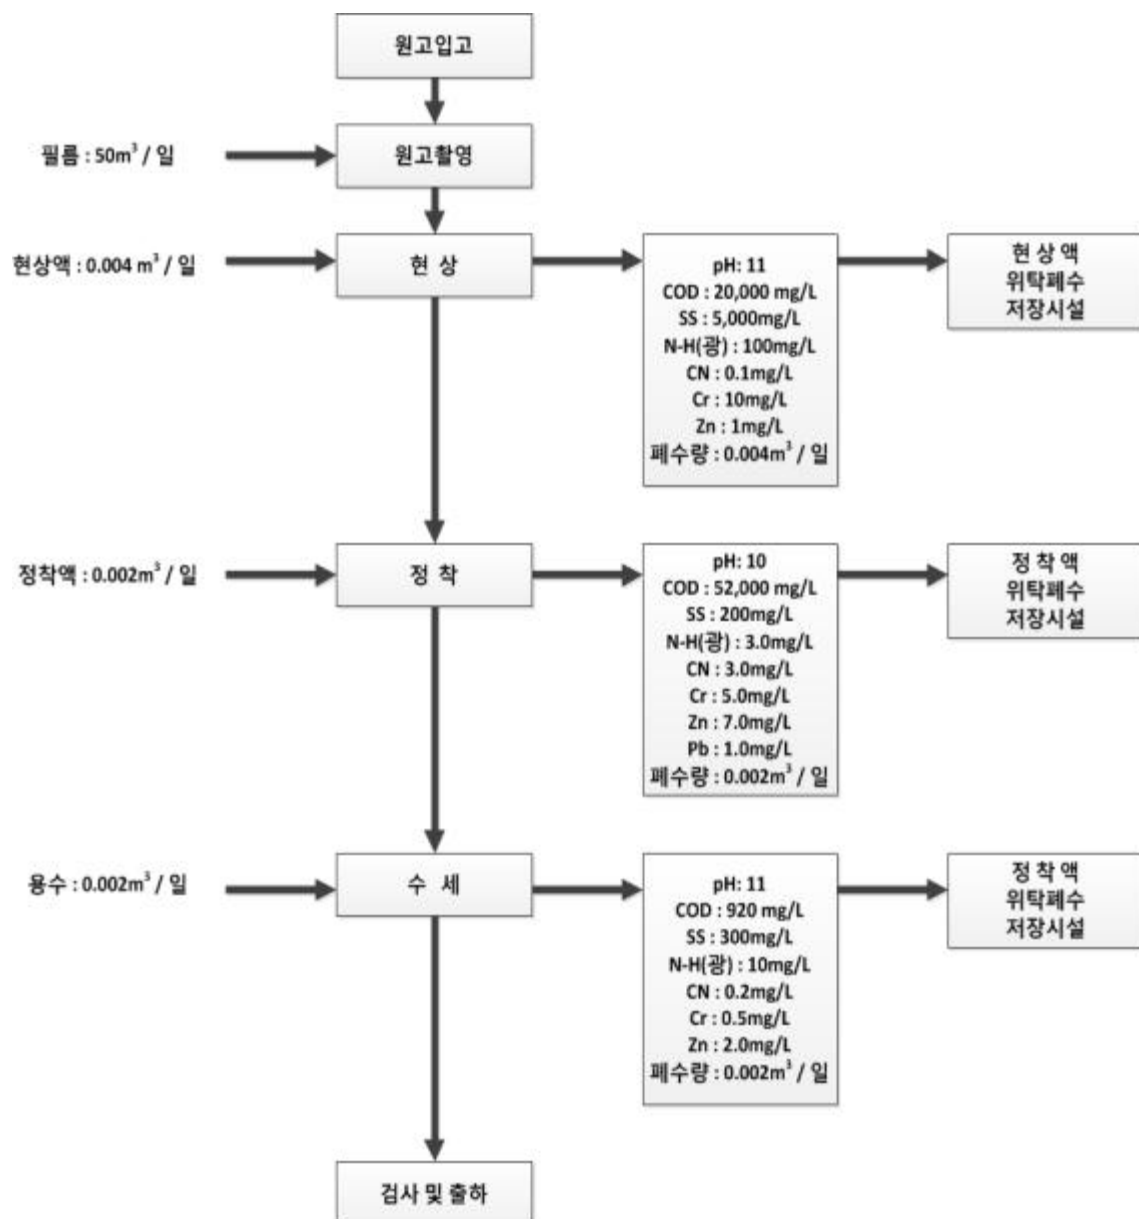 원고입고
필름 : 50m³ / 일
원고촬영
현상액 : 0.004 m³ / 일
현 상
pH: 11
COD : 20,000 mg/L
SS : 5,000mg/L
N-H(광) : 100mg/L
CN : 0.1mg/L
Cr : 10mg/L
Zn : 1mg/L
폐수량 : 0.004m³ / 일
현 상 액
위탁폐수
저장시설
정착액 : 0.002m³ / 일
정 착
pH: 10
COD : 52,000 mg/L
SS : 200mg/L
N-H(광) : 3.0mg/L
CN : 3.0mg/L
Cr : 5.0mg/L
Zn : 7.0mg/L
Pb : 1.0mg/L
폐수량 : 0.002m³ / 일
정 착 액
위탁폐수
저장시설
용수 : 0.002m³ / 일
수 세
pH: 11
COD : 920 mg/L
SS : 300mg/L
N-H(광) : 10mg/L
CN : 0.2mg/L
Cr : 0.5mg/L
Zn : 2.0mg/L
폐수량 : 0.002m³ / 일
정 착 액
위탁폐수
저장시설
검사 및 출하